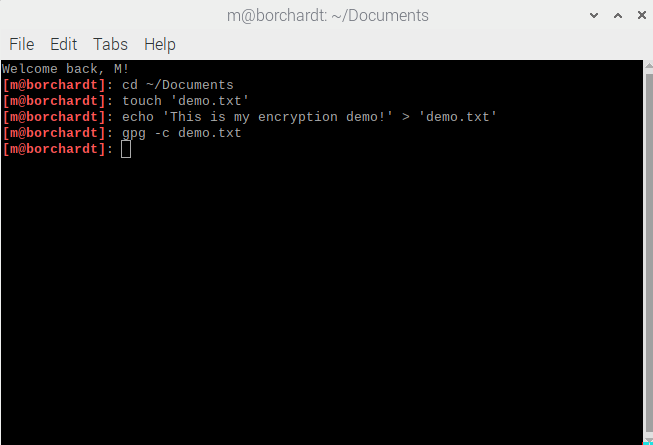 m@borchardt: ~/Documents
File Edit Tabs Help
Welcome back, M!
[m@borchardt]: cd ~/Documents
[m@borchardt]: touch 'demo.txt'
[m@borchardt]: echo 'This is my encryption demo!' > 'demo.txt'
[m@borchardt]: gpg -c demo.txt
[m@borchardt]: